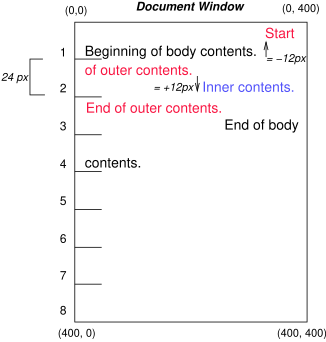 Document Window
(0,0) (0, 400)
Start
1 Beginning of body contents. = −12px
of outer contents.
24 px
2 = +12px Inner contents.
End of outer contents.
3 End of body
4 contents.
5
6
7
8
(400, 0) (400, 400)